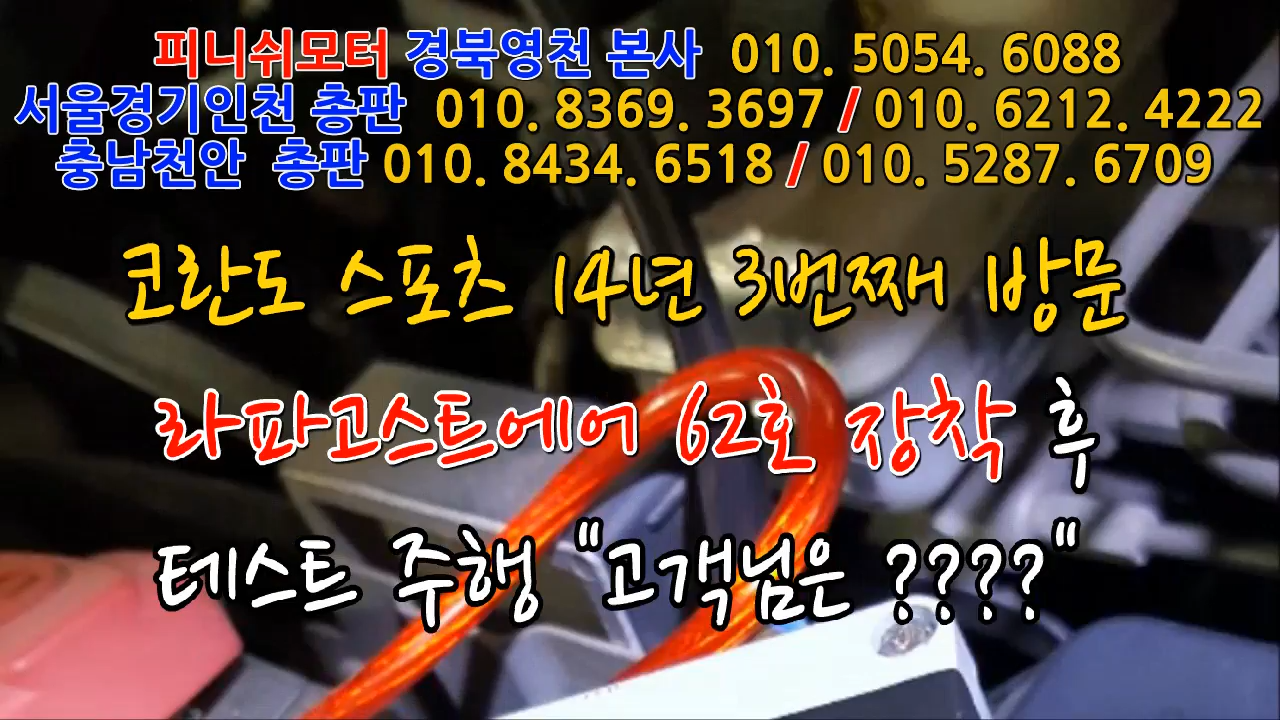 피니쉬모터 경북영천 본사 010. 5054. 6088
서울경기인천 총판 010. 8369. 3697 / 010. 6212. 4222
충남천안 총판 010. 8434. 6518 / 010. 5287. 6709
코란도 스포츠 14년 3번째 방문
라파고스트에어 62호 장착 후
테스트 주행 "고객님은 ????"